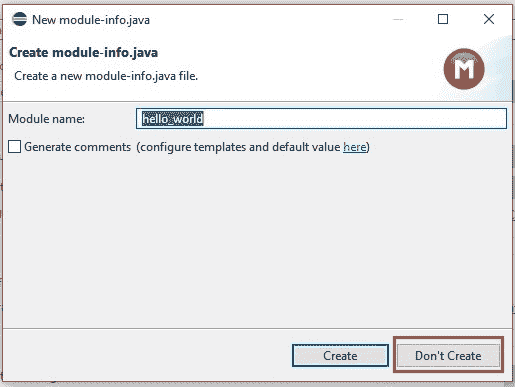 New module-info.java
Create module-info.java
Create a new module-info.java file.
M
Module name: hello_world
Generate comments (configure templates and default value here)
Create Don't Create